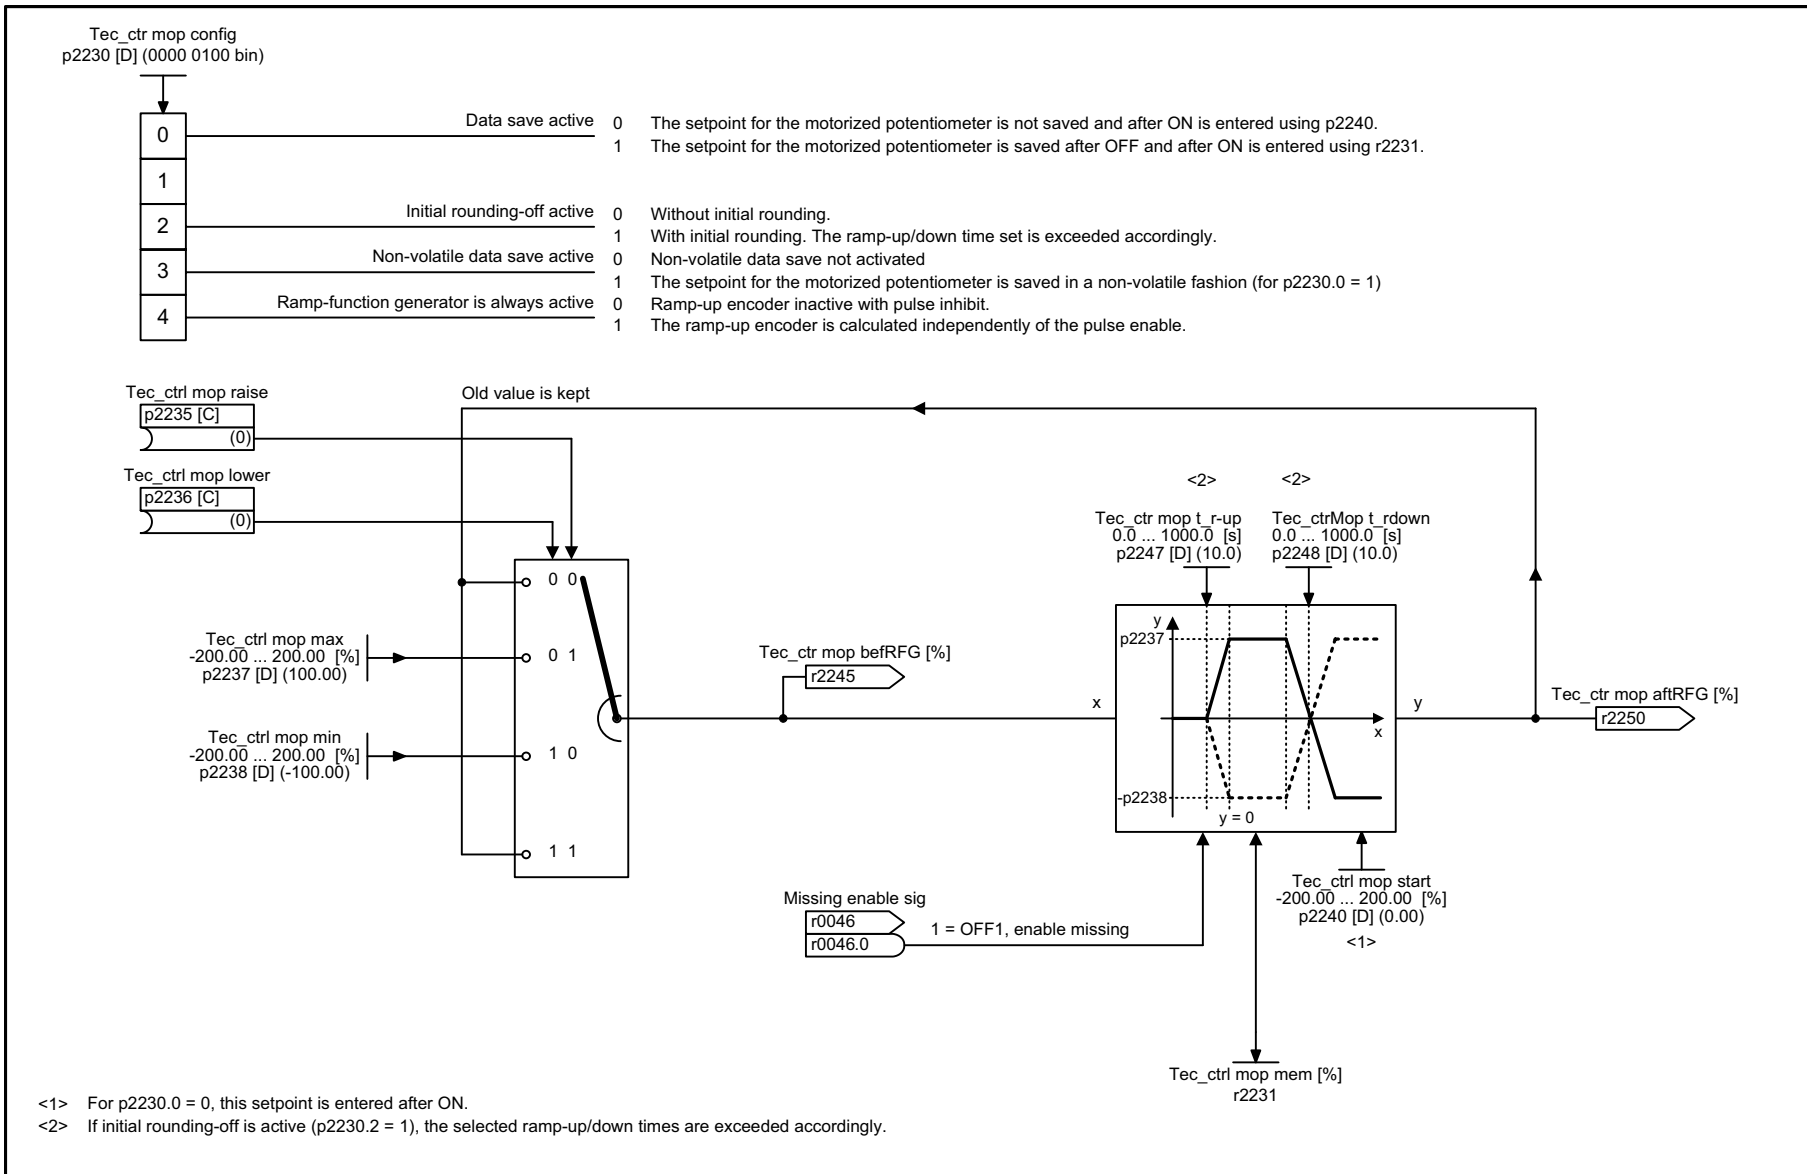 Tec_ctr mop config
p2230 [D] (0000 0100 bin)
0
1
2
3
4
Data save active
0 The setpoint for the motorized potentiometer is not saved and after ON is entered using p2240.
1 The setpoint for the motorized potentiometer is saved after OFF and after ON is entered using r2231.
Initial rounding-off active
0 Without initial rounding.
1 With initial rounding. The ramp-up/down time set is exceeded accordingly.
Non-volatile data save active
0 Non-volatile data save not activated
1 The setpoint for the motorized potentiometer is saved in a non-volatile fashion (for p2230.0 = 1)
Ramp-function generator is always active
0 Ramp-up encoder inactive with pulse inhibit.
1 The ramp-up encoder is calculated independently of the pulse enable.
Tec_ctrl mop raise
p2235 [C]
(0)
Old value is kept
Tec_ctrl mop lower
p2236 [C]
(0)
0 0
0 1
1 0
1 1
Tec_ctrl mop max
-200.00 ... 200.00 [%]
p2237 [D] (100.00)
Tec_ctrl mop min
-200.00 ... 200.00 [%]
p2238 [D] (-100.00)
Tec_ctr mop befRFG [%]
r2245
<2>
<2>
Tec_ctr mop t_r-up
0.0 ... 1000.0 [s]
p2247 [D] (10.0)
Tec_ctrMop t_rdown
0.0 ... 1000.0 [s]
p2248 [D] (10.0)
x
y
p2237
x
-p2238
y = 0
y
Tec_ctr mop aftRFG [%]
r2250
Missing enable sig
r0046
r0046.0
1 = OFF1, enable missing
Tec_ctrl mop start
-200.00 ... 200.00 [%]
p2240 [D] (0.00)
<1>
Tec_ctrl mop mem [%]
r2231
<1> For p2230.0 = 0, this setpoint is entered after ON.
<2> If initial rounding-off is active (p2230.2 = 1), the selected ramp-up/down times are exceeded accordingly.